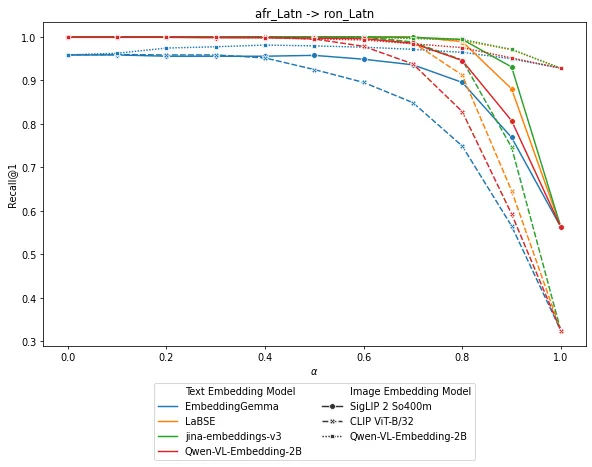 afr_Latn -> ron_Latn
Recall@1
1.0
0.9
0.8
0.7
0.6
0.5
0.4
0.3
0.0 0.2 0.4 0.6 0.8 1.0
α
Text Embedding Model Image Embedding Model
EmbeddingGemma SigLIP 2 So400m
LaBSE CLIP ViT-B/32
jina-embeddings-v3 Qwen-VL-Embedding-2B
Qwen-VL-Embedding-2B